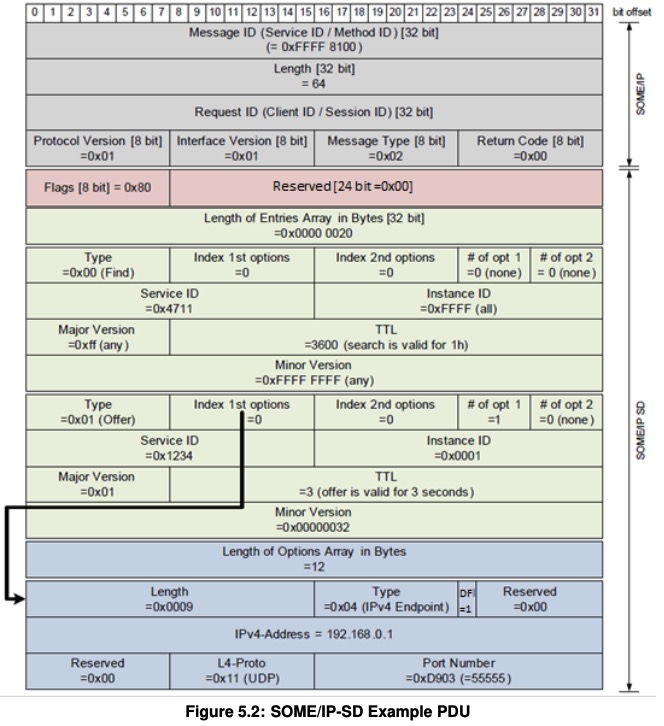 0 1 2 3 4 5 6 7 8 9 10 11 12 13 14 15 16 17 18 19 20 21 22 23 24 25 26 27 28 29 30 31 bit offset
Message ID (Service ID / Method ID) [32 bit]
(= 0xFFFF 8100)
Length [32 bit]
= 64
Request ID (Client ID / Session ID) [32 bit]
Protocol Version [8 bit] Interface Version [8 bit] Message Type [8 bit] Return Code [8 bit]
=0x01 =0x01 =0x02 =0x00
SOME/IP
Flags [8 bit] = 0x80 Reserved [24 bit =0x00]
Length of Entries Array in Bytes [32 bit]
=0x0000 0020
Type Index 1st options Index 2nd options # of opt 1 # of opt 2
=0x00 (Find) =0 =0 =0 (none) = 0 (none)
Service ID Instance ID
=0x4711 =0xFFFF (all)
Major Version TTL
=0xff (any) =3600 (search is valid for 1h)
Minor Version
=0xFFFF FFFF (any)
Type Index 1st options Index 2nd options # of opt 1 # of opt 2
=0x01 (Offer) =0 =0 =1 =0 (none)
Service ID Instance ID
=0x1234 =0x0001
Major Version TTL
=0x01 =3 (offer is valid for 3 seconds)
Minor Version
=0x00000032
Length of Options Array in Bytes
=12
Length Type DF Reserved
=0x0009 =0x04 (IPv4 Endpoint) =1 =0x00
IPv4-Address = 192.168.0.1
Reserved L4-Proto Port Number
=0x00 =0x11 (UDP) =0xD903 (=55555)
SOME/IP SD
Figure 5.2: SOME/IP-SD Example PDU